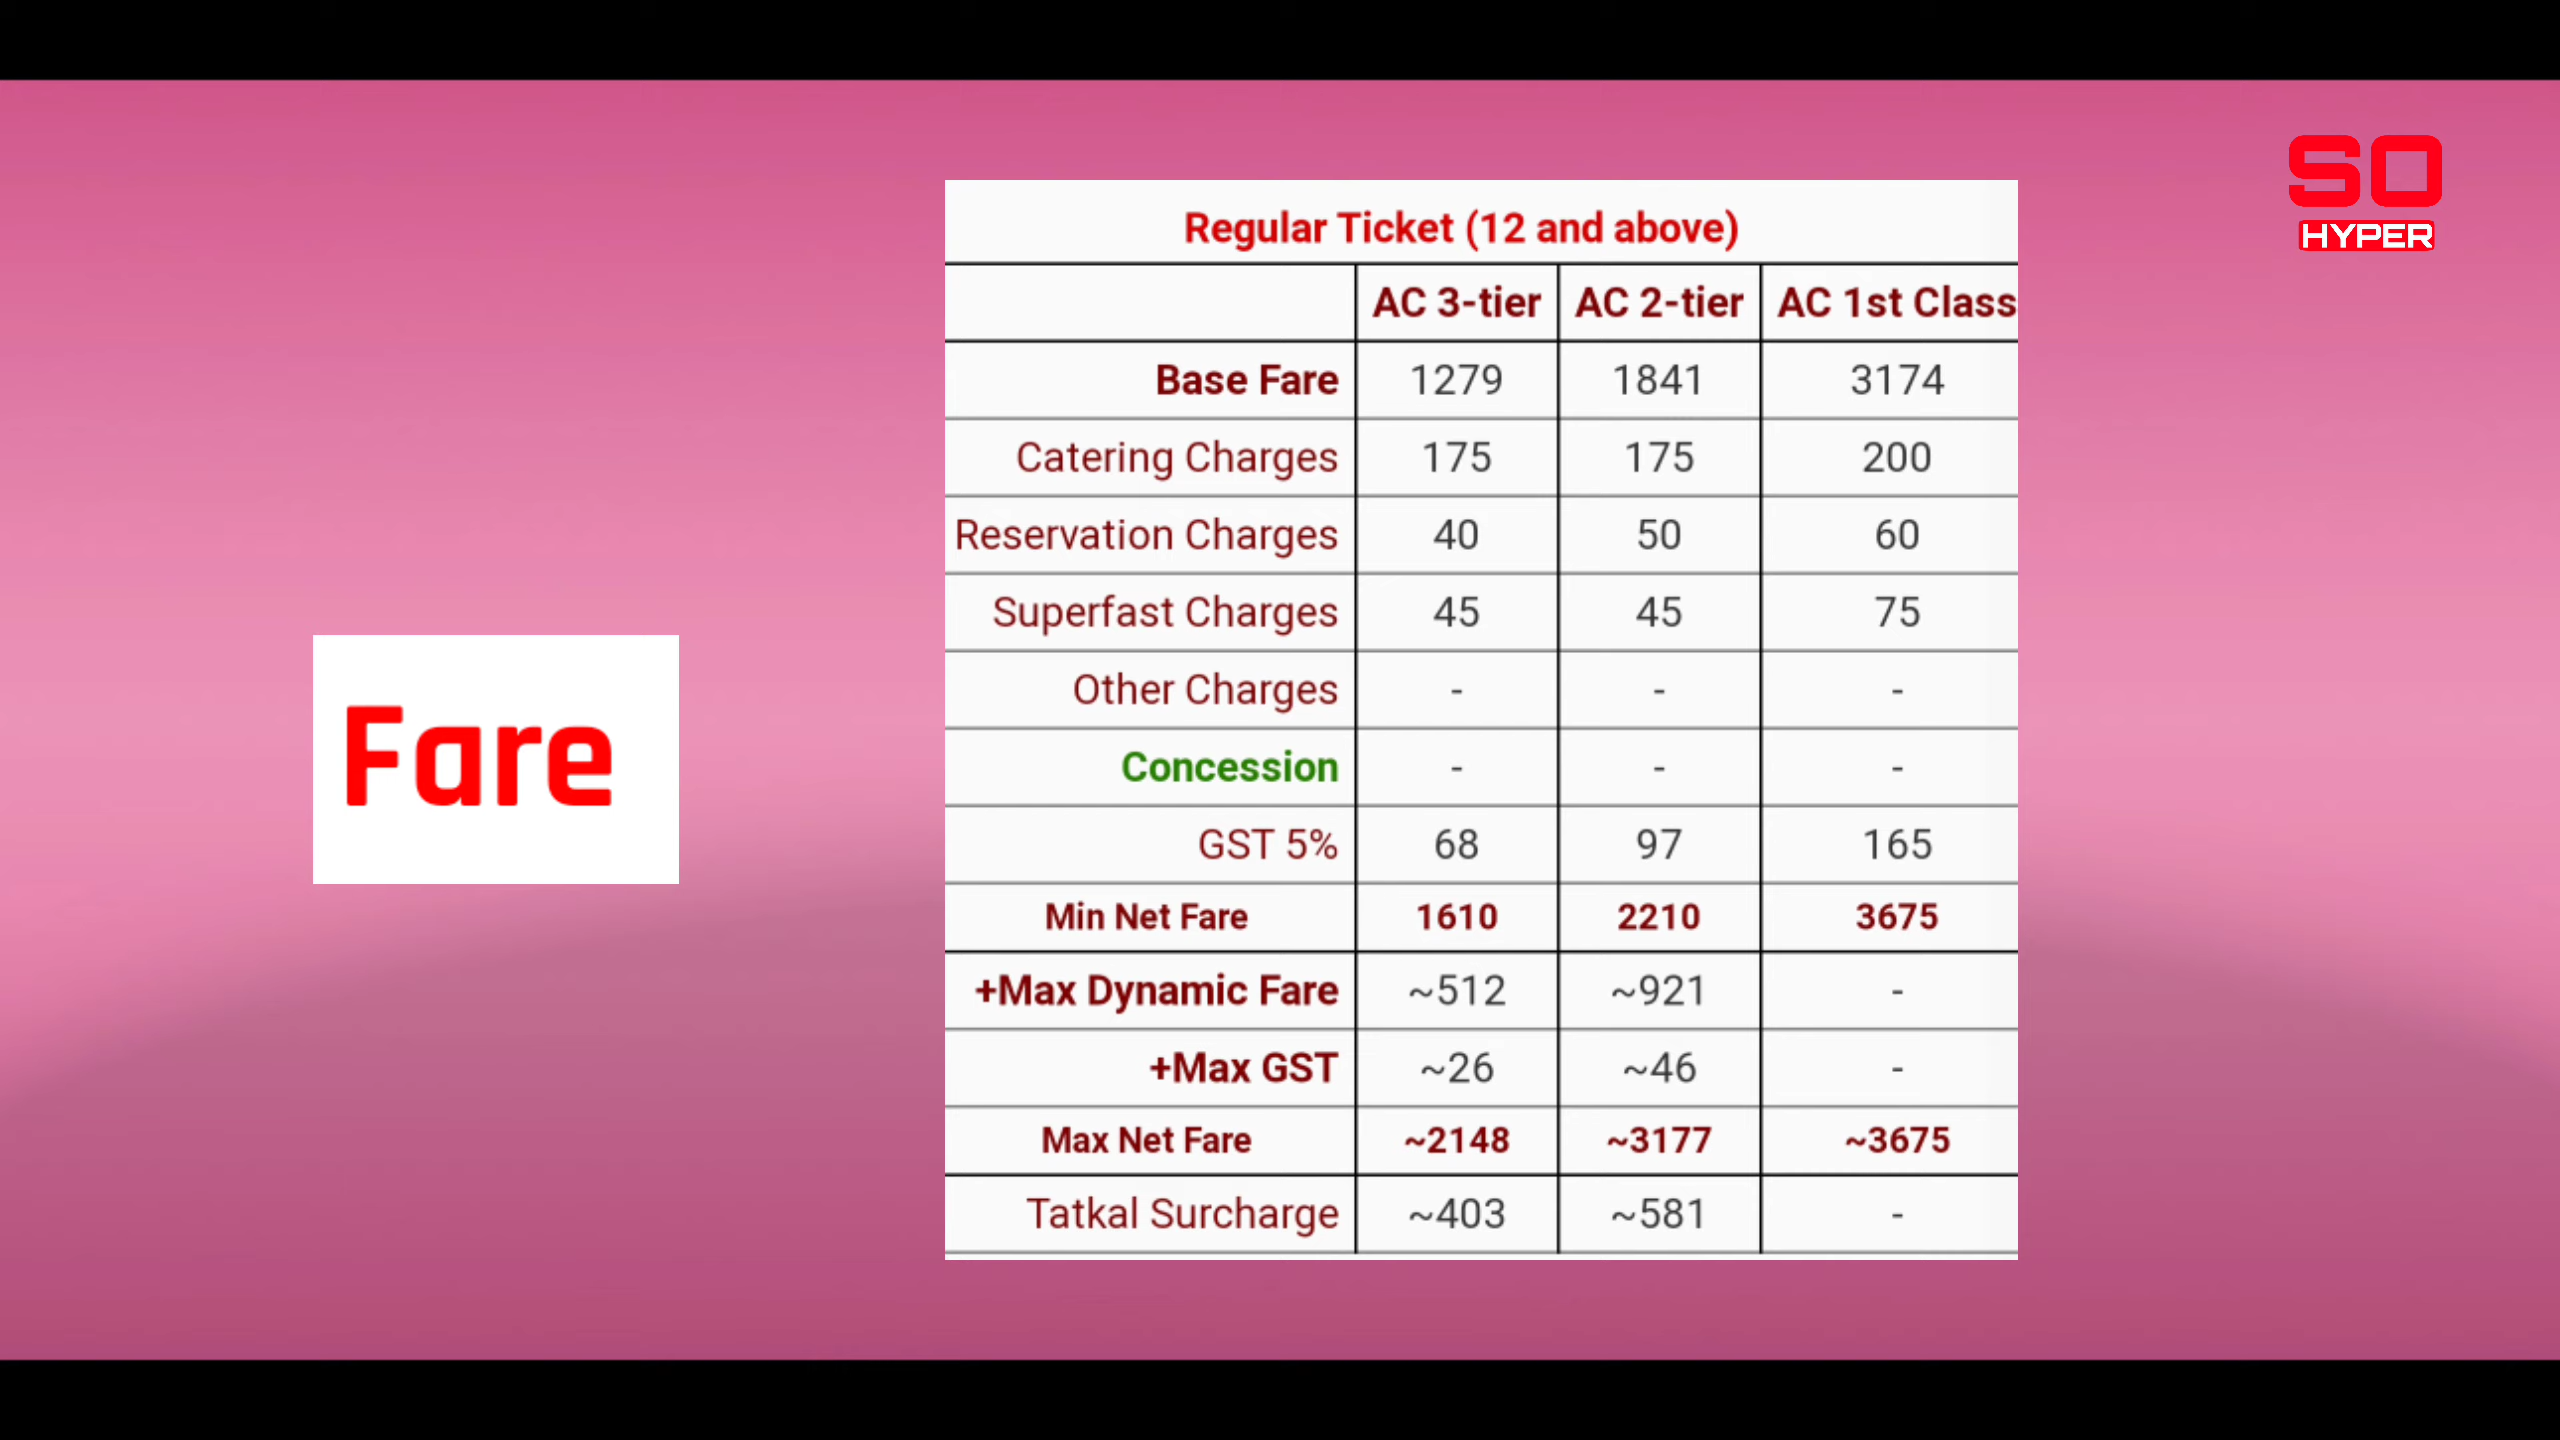 SO
HYPER
Fare
Regular Ticket (12 and above)
AC 3-tier AC 2-tier AC 1st Class
Base Fare 1279 1841 3174
Catering Charges 175 175 200
Reservation Charges 40 50 60
Superfast Charges 45 45 75
Other Charges - - -
Concession - - -
GST 5% 68 97 165
Min Net Fare 1610 2210 3675
+Max Dynamic Fare ~512 ~921 -
+Max GST ~26 ~46 -
Max Net Fare ~2148 ~3177 ~3675
Tatkal Surcharge ~403 ~581 -